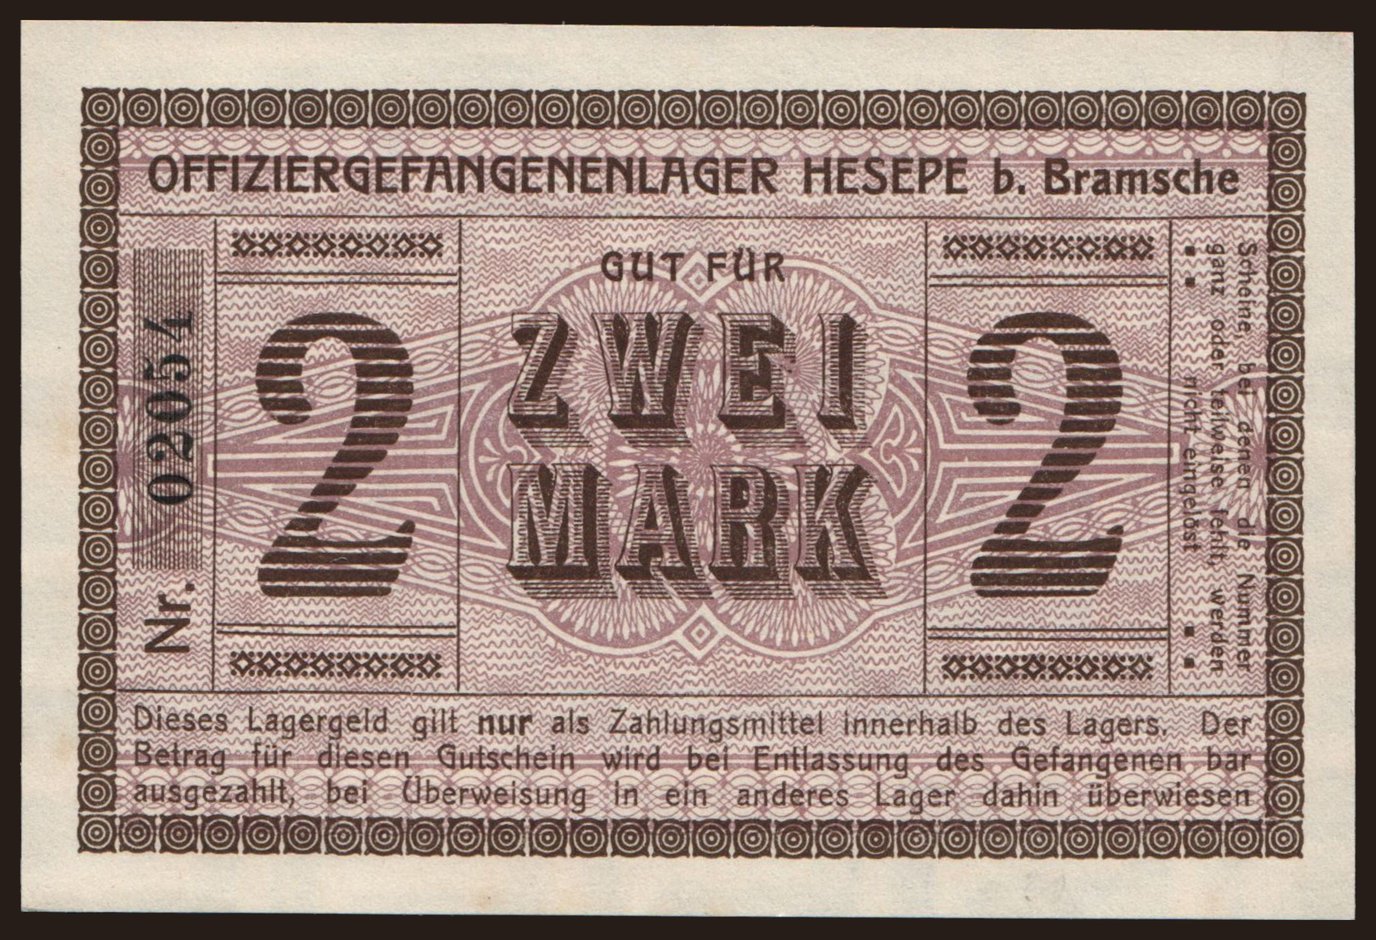 OFFIZIERGEFANGENENLAGER HESEPE b. Bramsche
Nr. 02054
2
GUT FÜR
ZWEI
MARK
2
Scheine, bei denen die Nummer
ganz oder teilweise fehlt, werden
nicht eingelöst
Dieses Lagergeld gilt nur als Zahlungsmittel innerhalb des Lagers. Der
Betrag für diesen Gutschein wird bei Entlassung des Gefangenen bar
ausgezahlt, bei Überweisung in ein anderes Lager dahin überwiesen